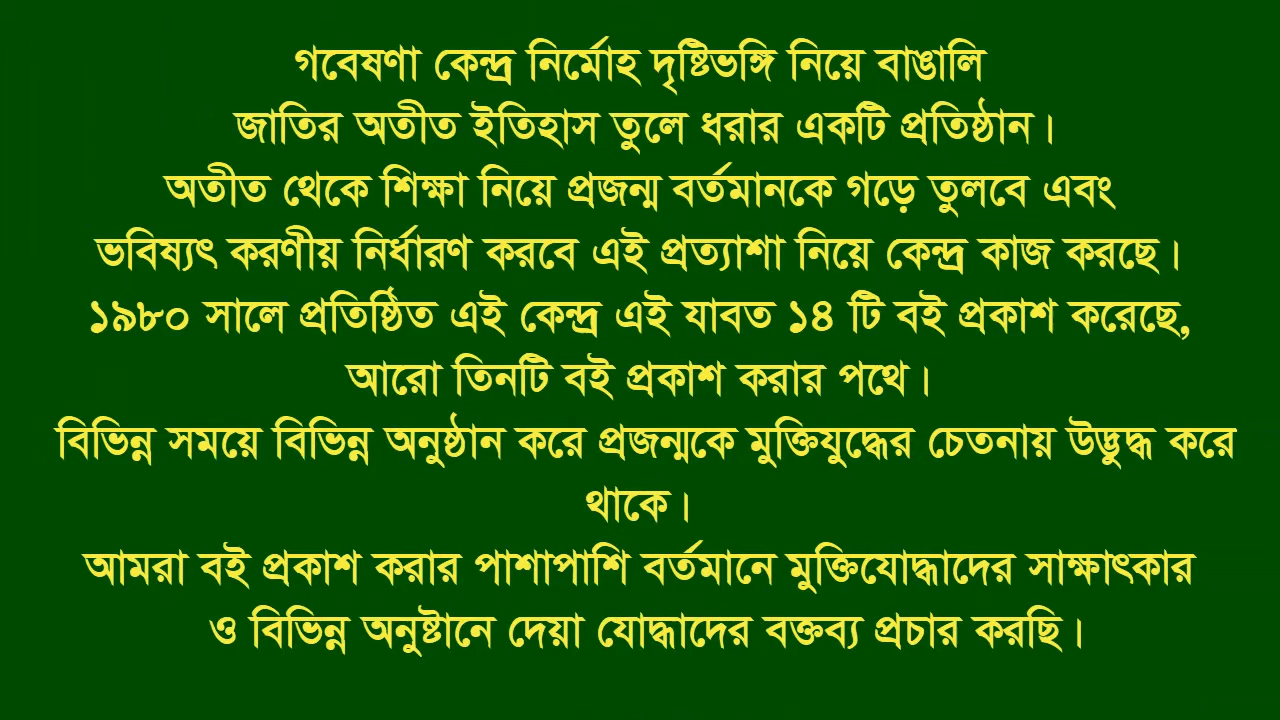 গবেষণা কেন্দ্র নির্মোহ দৃষ্টিভঙ্গি নিয়ে বাঙালি
জাতির অতীত ইতিহাস তুলে ধরার একটি প্রতিষ্ঠান।
অতীত থেকে শিক্ষা নিয়ে প্রজন্ম বর্তমানকে গড়ে তুলবে এবং
ভবিষ্যৎ করণীয় নির্ধারণ করবে এই প্রত্যাশা নিয়ে কেন্দ্র কাজ করছে।
১৯৮০ সালে প্রতিষ্ঠিত এই কেন্দ্র এই যাবত ১৪ টি বই প্রকাশ করেছে,
আরো তিনটি বই প্রকাশ করার পথে।
বিভিন্ন সময়ে বিভিন্ন অনুষ্ঠান করে প্রজন্মকে মুক্তিযুদ্ধের চেতনায় উদ্ভুদ্ধ করে
থাকে।
আমরা বই প্রকাশ করার পাশাপাশি বর্তমানে মুক্তিযোদ্ধাদের সাক্ষাৎকার
ও বিভিন্ন অনুষ্টানে দেয়া যোদ্ধাদের বক্তব্য প্রচার করছি।